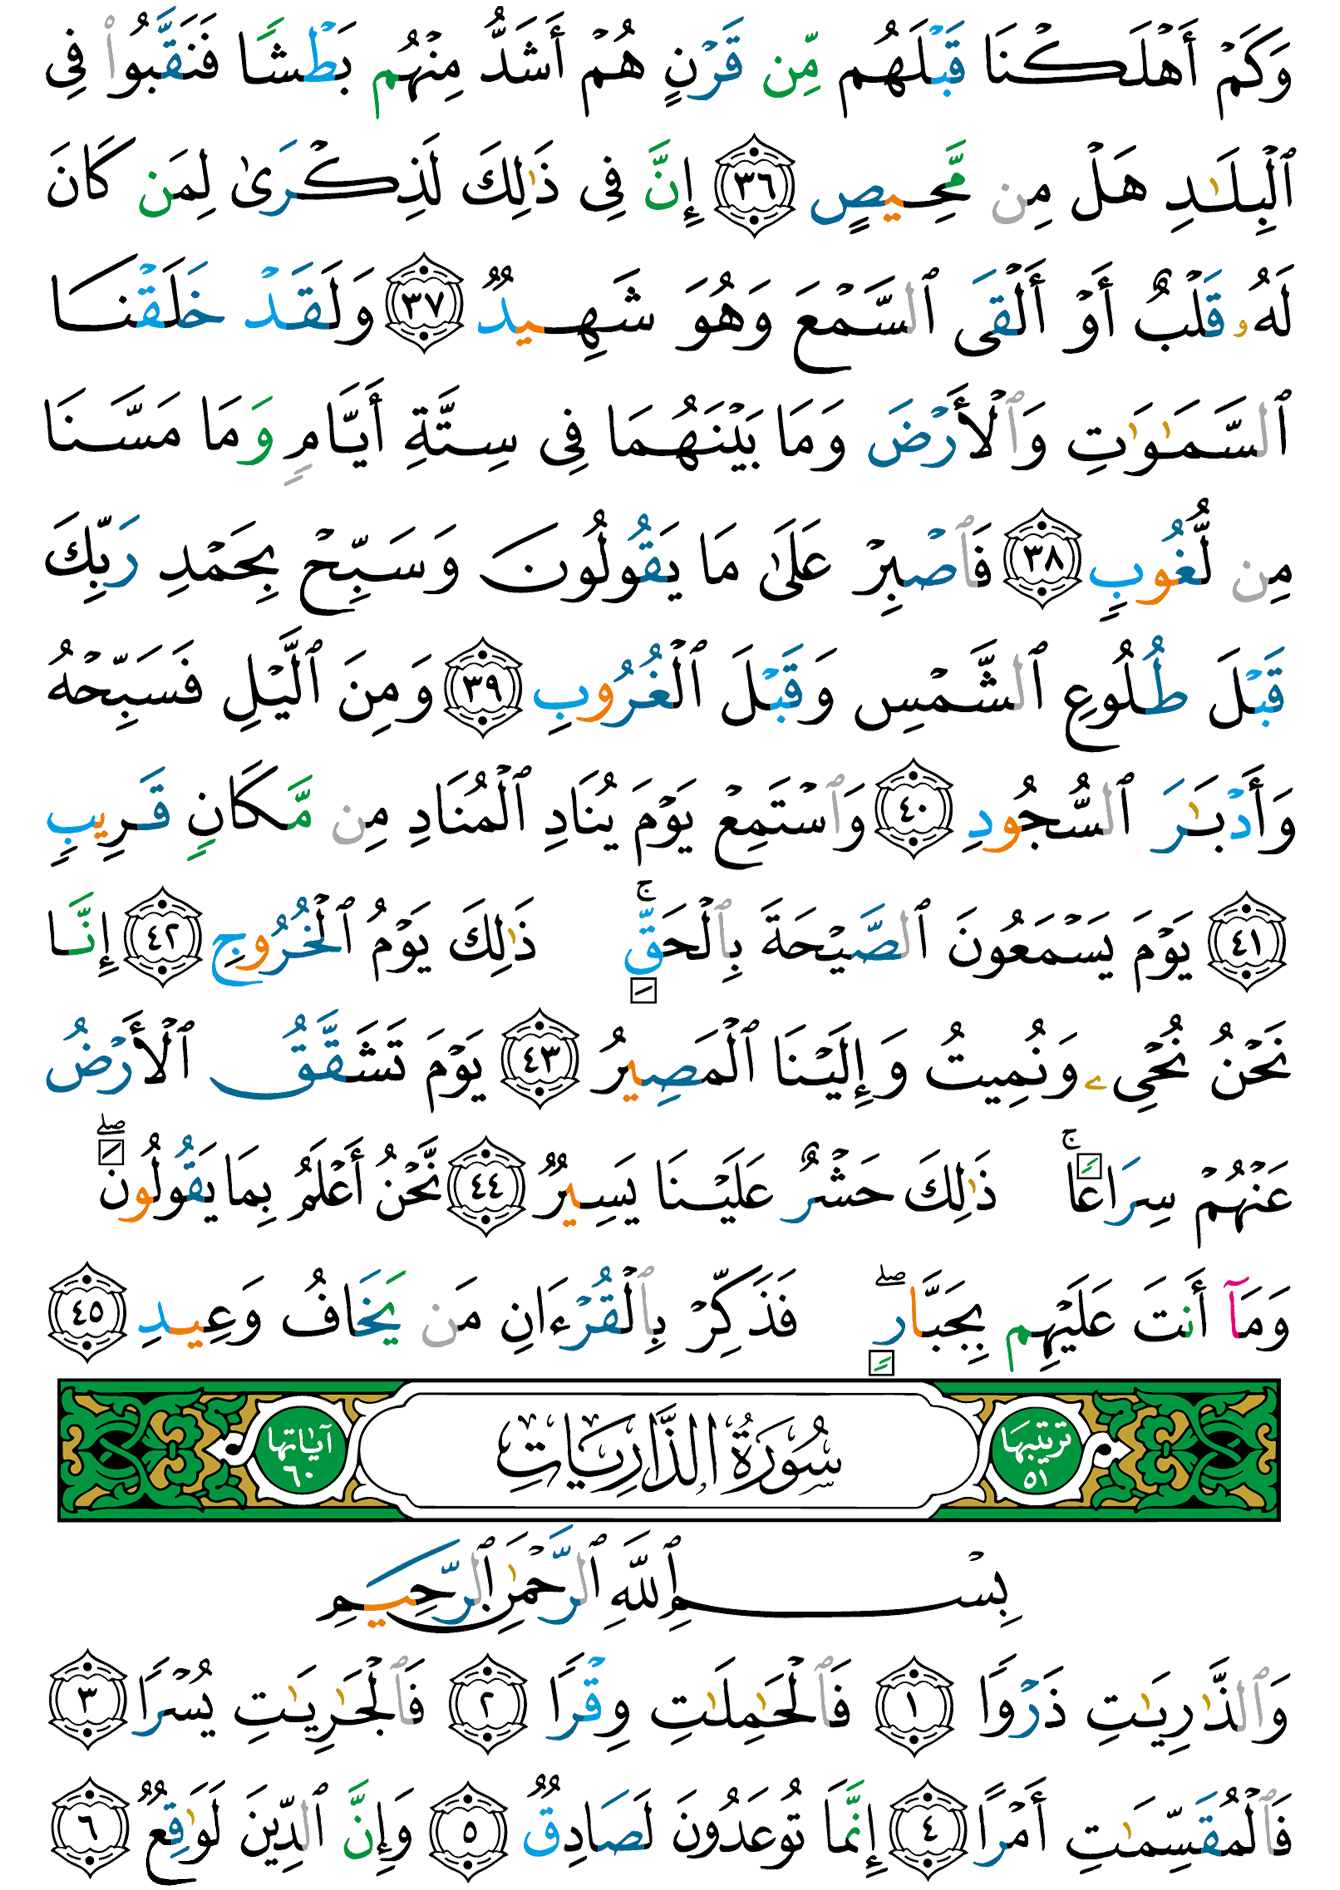 وَكَمْ أَهْلَكْنَا قَبْلَهُم مِّن قَرْنٍ هُمْ أَشَدُّ مِنْهُم بَطْشًا فَنَقَّبُوا۟ فِى
ٱلْبِلَـٰدِ هَلْ مِن مَّحِيصٍ ٣٦ إِنَّ فِى ذَٰلِكَ لَذِكْرَىٰ لِمَن كَانَ
لَهُۥ قَلْبٌ أَوْ أَلْقَى ٱلسَّمْعَ وَهُوَ شَهِيدٌ ٣٧ وَلَقَدْ خَلَقْنَا
ٱلسَّمَـٰوَٰتِ وَٱلْأَرْضَ وَمَا بَيْنَهُمَا فِى سِتَّةِ أَيَّامٍ وَمَا مَسَّنَا
مِن لُّغُوبٍ ٣٨ فَٱصْبِرْ عَلَىٰ مَا يَقُولُونَ وَسَبِّحْ بِحَمْدِ رَبِّكَ
قَبْلَ طُلُوعِ ٱلشَّمْسِ وَقَبْلَ ٱلْغُرُوبِ ٣٩ وَمِنَ ٱلَّيْلِ فَسَبِّحْهُ
وَأَدْبَـٰرَ ٱلسُّجُودِ ٤٠ وَٱسْتَمِعْ يَوْمَ يُنَادِ ٱلْمُنَادِ مِن مَّكَانٍ قَرِيبٍ
٤١ يَوْمَ يَسْمَعُونَ ٱلصَّيْحَةَ بِٱلْحَقِّ ۚ ذَٰلِكَ يَوْمُ ٱلْخُرُوجِ ٤٢ إِنَّا
نَحْنُ نُحْىِۦ وَنُمِيتُ وَإِلَيْنَا ٱلْمَصِيرُ ٤٣ يَوْمَ تَشَقَّقُ ٱلْأَرْضُ
عَنْهُمْ سِرَاعًا ۚ ذَٰلِكَ حَشْرٌ عَلَيْنَا يَسِيرٌ ٤٤ نَّحْنُ أَعْلَمُ بِمَا يَقُولُونَ ۖ
وَمَآ أَنتَ عَلَيْهِم بِجَبَّارٍ ۖ فَذَكِّرْ بِٱلْقُرْءَانِ مَن يَخَافُ وَعِيدِ ٤٥
ترتيبها ٥١ سُورَةُ الذَّارِيَاتِ آياتها ٦٠
بِسْمِ ٱللَّهِ ٱلرَّحْمَـٰنِ ٱلرَّحِيمِ
وَٱلذَّٰرِيَـٰتِ ذَرْوًا ١ فَٱلْحَـٰمِلَـٰتِ وِقْرًا ٢ فَٱلْجَـٰرِيَـٰتِ يُسْرًا ٣
فَٱلْمُقَسِّمَـٰتِ أَمْرًا ٤ إِنَّمَا تُوعَدُونَ لَصَادِقٌ ٥ وَإِنَّ ٱلدِّينَ لَوَٰقِعٌ ٦